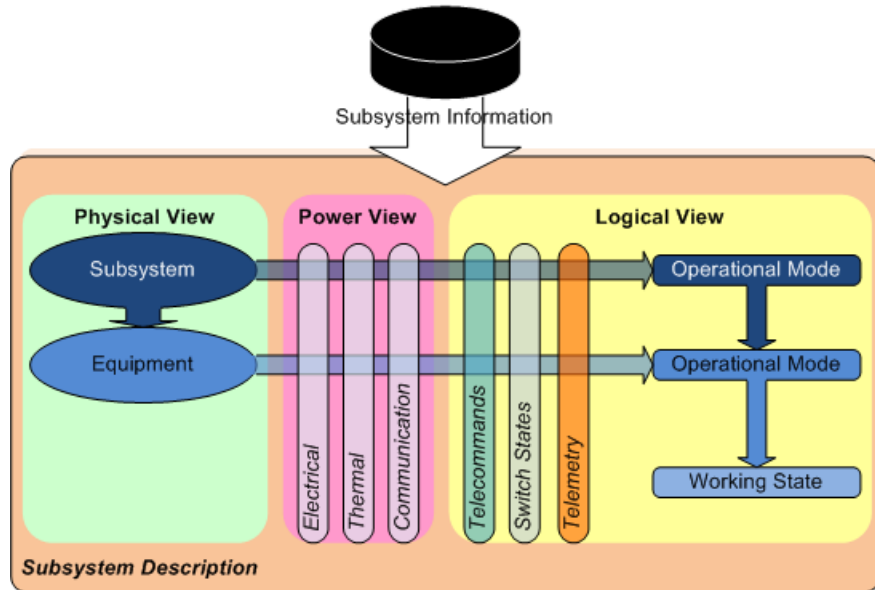 Subsystem Information
Physical View
Power View
Logical View
Subsystem
Operational Mode
Equipment
Operational Mode
Electrical
Thermal
Communication
Telecommands
Switch States
Telemetry
Working State
Subsystem Description